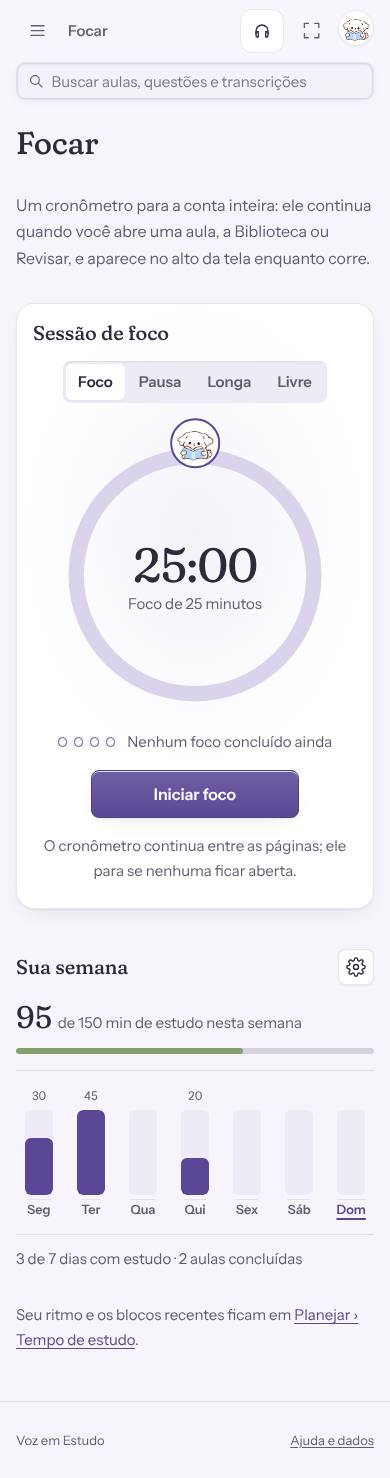 Focar
Buscar aulas, questões e transcrições
Focar
Um cronômetro para a conta inteira: ele continua
quando você abre uma aula, a Biblioteca ou
Revisar, e aparece no alto da tela enquanto corre.
Sessão de foco
Foco Pausa Longa Livre
25:00
Foco de 25 minutos
Nenhum foco concluído ainda
Iniciar foco
O cronômetro continua entre as páginas; ele
para se nenhuma ficar aberta.
Sua semana
95 de 150 min de estudo nesta semana
30 45 20
Seg Ter Qua Qui Sex Sáb Dom
3 de 7 dias com estudo · 2 aulas concluídas
Seu ritmo e os blocos recentes ficam em Planejar ›
Tempo de estudo.
Voz em Estudo Ajuda e dados